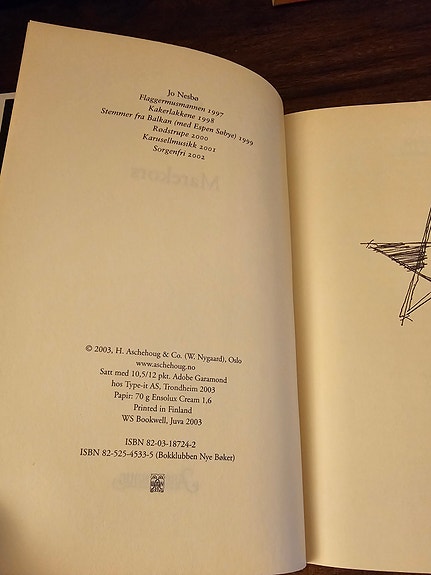 Jo Nesbø
Flaggermusmannen 1997
Kakerlakkene 1998
Stemmer fra Balkan (med Espen Søbye) 1999
Rødstrupe 2000
Karusellmusikk 2001
Sorgenfri 2002
Marekors
© 2003, H. Aschehoug & Co. (W. Nygaard), Oslo
www.aschehoug.no
Satt med 10,5/12 pkt. Adobe Garamond
hos Type-it AS, Trondheim 2003
Papir: 70 g Ensolux Cream 1,6
Printed in Finland
WS Bookwell, Juva 2003
ISBN 82-03-18724-2
ISBN 82-525-4533-5 (Bokklubben Nye Bøker)